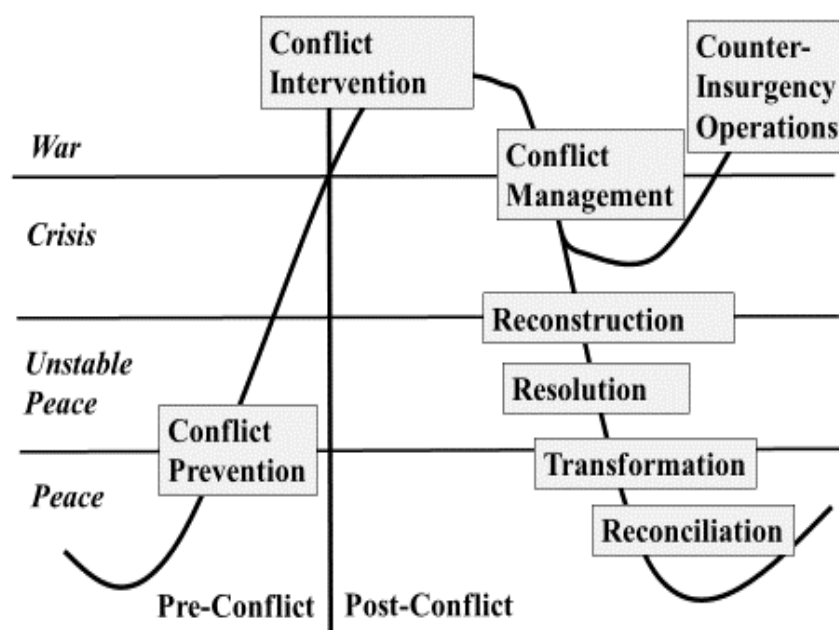 Conflict
Intervention
Counter-
Insurgency
Operations
War
Conflict
Management
Crisis
Reconstruction
Unstable
Peace
Resolution
Conflict
Prevention
Transformation
Peace
Reconciliation
Pre-Conflict
Post-Conflict